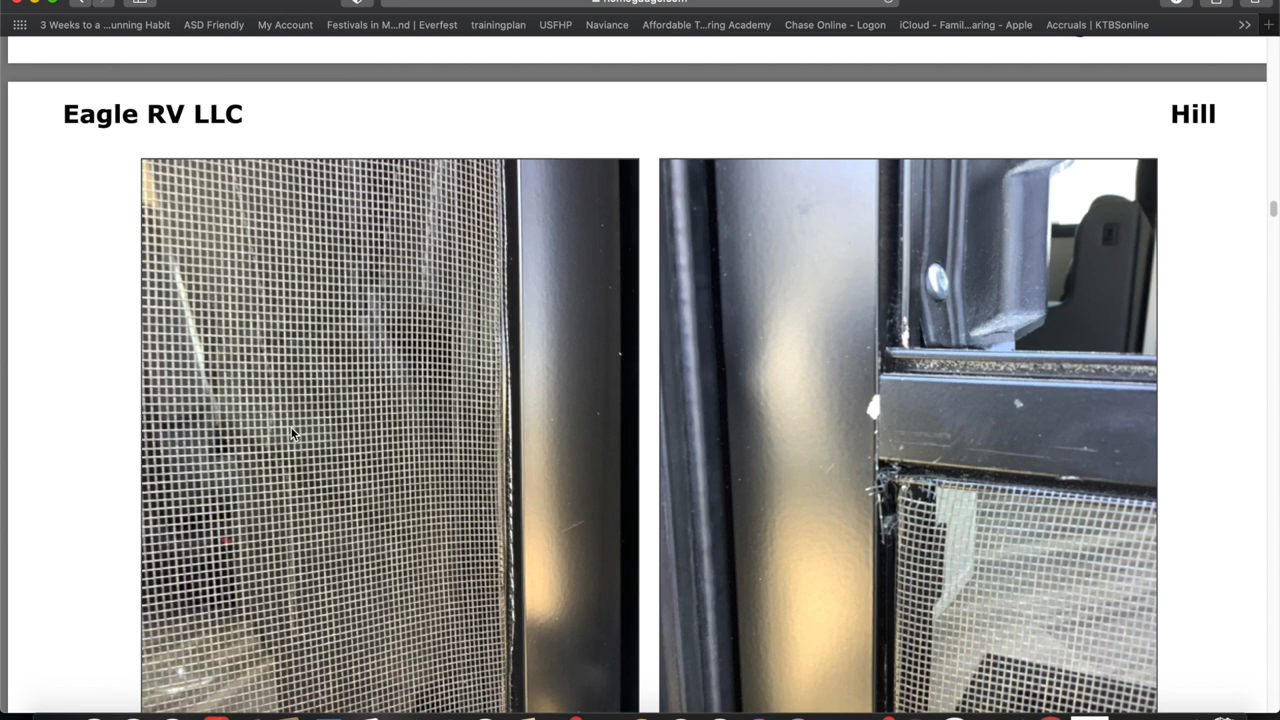 3 Weeks to a ...unning Habit ASD Friendly My Account Festivals in M...nd | Everfest trainingplan USFHP Naviance Affordable T...ring Academy Chase Online - Logon iCloud - Famil...aring - Apple Accruals | KTBSonline
Eagle RV LLC Hill